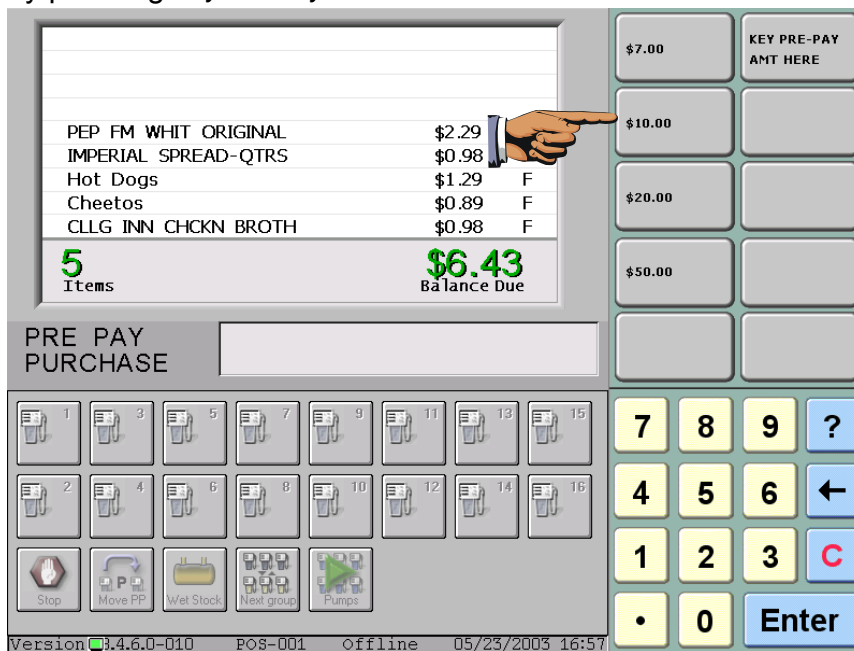 $7.00
KEY PRE-PAY
AMT HERE
PEP FM WHIT ORIGINAL $2.29
$10.00
IMPERIAL SPREAD-QTRS $0.98
Hot Dogs $1.29 F
Cheetos $0.89 F
$20.00
CLLG INN CHCKN BROTH $0.98 F
5 $6.43
Items Balance Due
$50.00
PRE PAY
PURCHASE
1 3 5 7 9 11 13 15
2 4 6 8 10 12 14 16
Stop Move PP Wet Stock Next group Pumps
P
7 8 9 ?
4 5 6 ←
1 2 3 C
• 0 Enter
Version 3.4.6.0-010 POS-001 Offline 05/23/2003 16:57